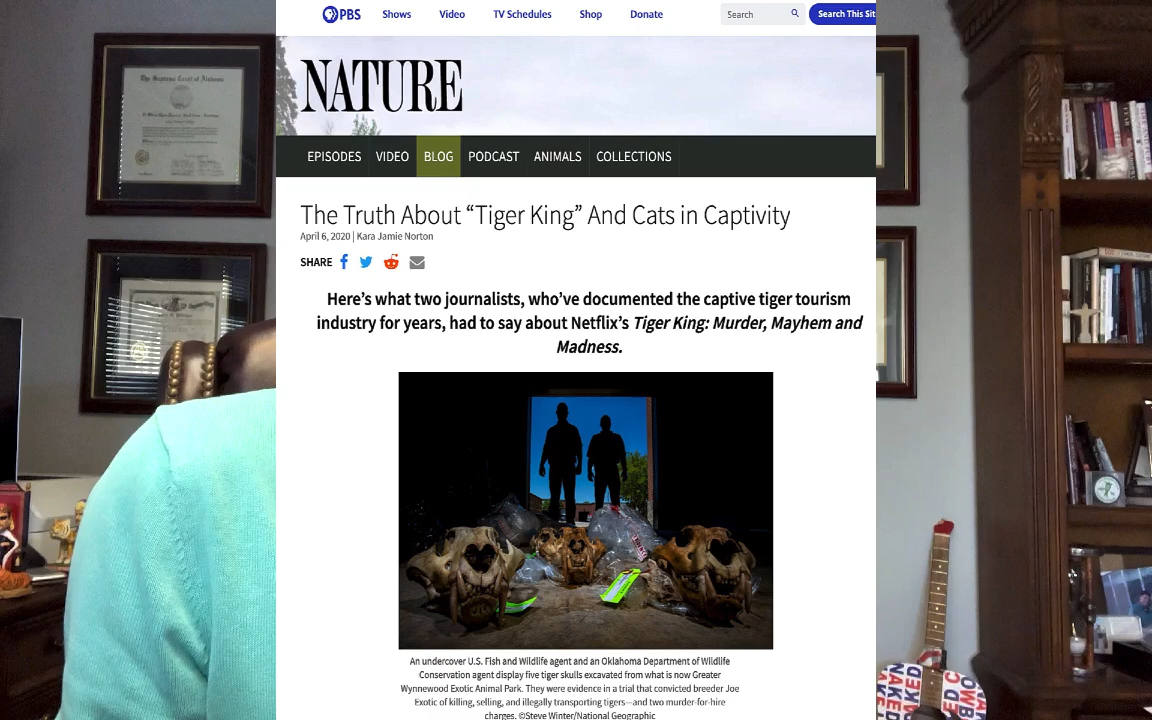 PBS
Shows Video TV Schedules Shop Donate Search Search This Sit
The Supreme Court of Alabama
NATURE
EPISODES VIDEO BLOG PODCAST ANIMALS COLLECTIONS
The Truth About “Tiger King” And Cats in Captivity
April 6, 2020 | Kara Jamie Norton
SHARE
Here’s what two journalists, who’ve documented the captive tiger tourism
industry for years, had to say about Netflix’s Tiger King: Murder, Mayhem and
Madness.
An undercover U.S. Fish and Wildlife agent and an Oklahoma Department of Wildlife
Conservation agent display five tiger skulls excavated from what is now Greater
Wynnewood Exotic Animal Park. They were evidence in a trial that convicted breeder Joe
Exotic of killing, selling, and illegally transporting tigers—and two murder-for-hire
charges. ©Steve Winter/National Geographic
NAKED